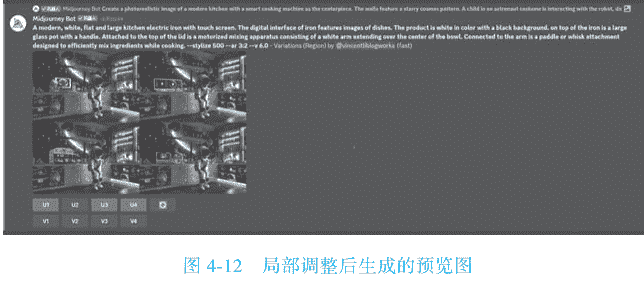 Midjourney Bot Create a photorealistic image of a modern kitchen with a smart cooking machine as the centerpiece. The walls feature a starry cosmos pattern. A child in an astronaut costume is interacting with the robot, sh
Midjourney Bot
A modern, white, flat and large kitchen electric iron with touch screen. The digital interface of iron features images of dishes. The product is white in color with a black background. on top of the iron is a large
glass pot with a handle. Attached to the top of the lid is a motorized mixing apparatus consisting of a white arm extending over the center of the bowl. Connected to the arm is a paddle or whisk attachment
designed to efficiently mix ingredients while cooking. --stylize 500 --ar 3:2 --v 6.0 - Variations (Region) by @vincentliblogworks (fast)
U1 U2 U3 U4
V1 V2 V3 V4
图 4-12 局部调整后生成的预览图